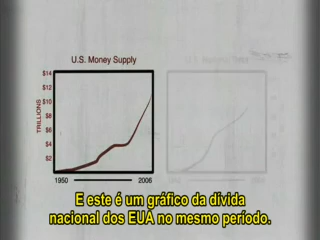 U.S. Money Supply
$14
$12
$10
$8
$6
$4
$2
TRILLIONS
1950
2006
E este é um gráfico da dívida
nacional dos EUA no mesmo período.